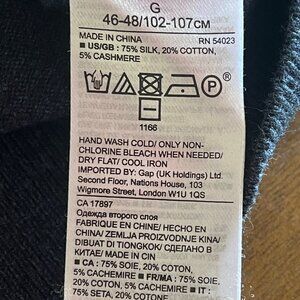 G
46-48/102-107CM
MADE IN CHINA RN 54023
■ US/GB : 75% SILK, 20% COTTON,
5% CASHMERE
P
1166
HAND WASH COLD/ ONLY NON-
CHLORINE BLEACH WHEN NEEDED/
DRY FLAT/ COOL IRON
IMPORTED BY: Gap (UK Holdings) Ltd
Second Floor, Nations House, 103
Wigmore Street, London W1U 1QS
CA 17897
Одежда второго слоя
FABRIQUE EN CHINE/ HECHO EN
CHINA/ ZEMLJA PROIZVODNJE KINA/
DIBUAT DI TIONGKOK/ СДЕЛАНО В
КИТАЕ/ MADE IN CIN
■ CA : 75% SOIE, 20% COTON,
5% CACHEMIRE ■ FR/MA : 75% SOIE,
20% COTON, 5% CACHEMIRE ■ IT :
75% SETA, 20% COTONE,